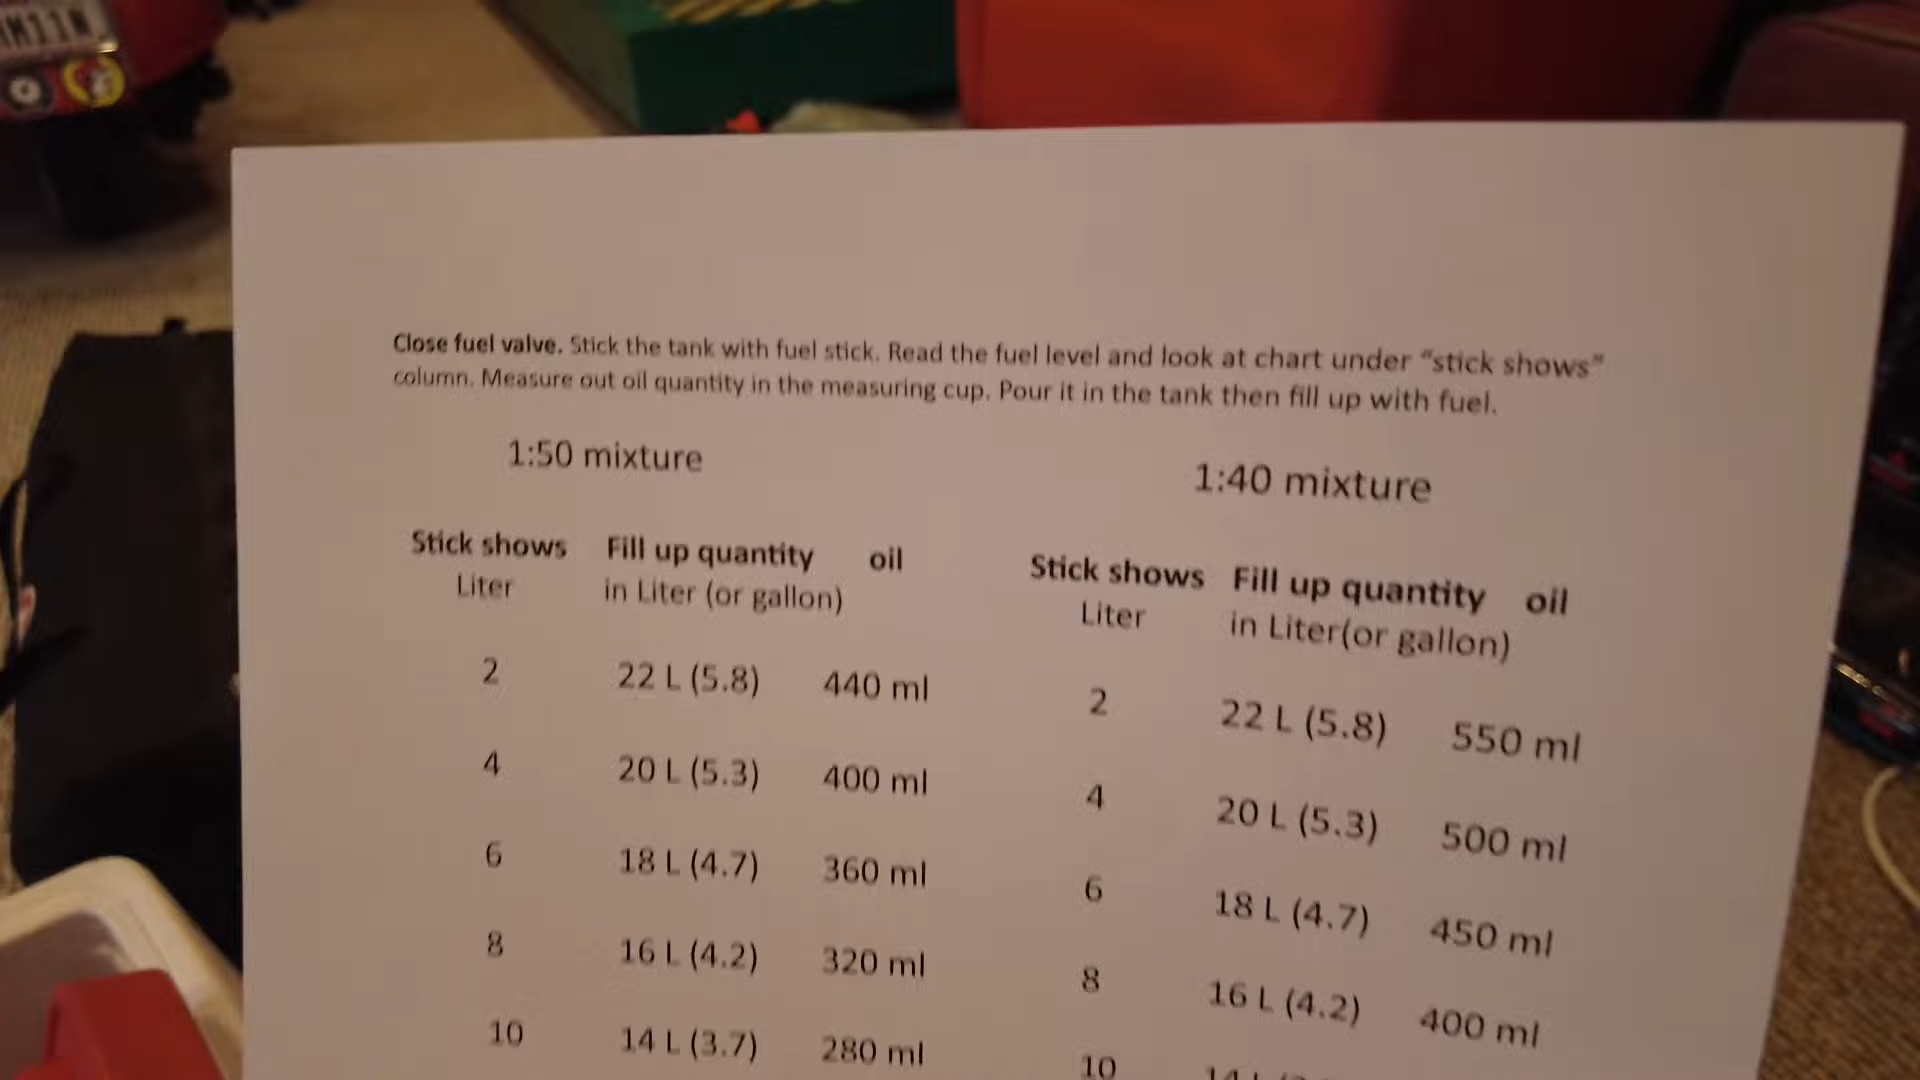 Close fuel valve. Stick the tank with fuel stick. Read the fuel level and look at chart under “stick shows”
column. Measure out oil quantity in the measuring cup. Pour it in the tank then fill up with fuel.
1:50 mixture
Stick shows Fill up quantity oil
Liter in Liter (or gallon)
2 22 L (5.8) 440 ml
4 20 L (5.3) 400 ml
6 18 L (4.7) 360 ml
8 16 L (4.2) 320 ml
10 14 L (3.7) 280 ml
1:40 mixture
Stick shows Fill up quantity oil
Liter in Liter(or gallon)
2 22 L (5.8) 550 ml
4 20 L (5.3) 500 ml
6 18 L (4.7) 450 ml
8 16 L (4.2) 400 ml
10